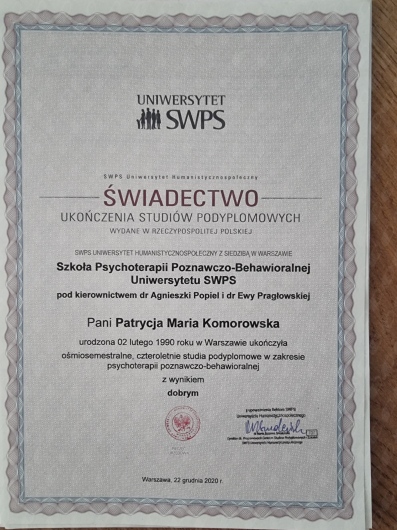 UNIWERSYTET
SWPS
SWPS Uniwersytet Humanistycznospołeczny
ŚWIADECTWO
UKOŃCZENIA STUDIÓW PODYPLOMOWYCH
WYDANE W RZECZYPOSPOLITEJ POLSKIEJ
SWPS UNIWERSYTET HUMANISTYCZNOSPOŁECZNY Z SIEDZIBĄ W WARSZAWIE
Szkoła Psychoterapii Poznawczo-Behawioralnej
Uniwersytetu SWPS
pod kierownictwem dr Agnieszki Popiel i dr Ewy Pragłowskiej
Pani Patrycja Maria Komorowska
urodzona 02 lutego 1990 roku w Warszawie ukończyła
ośmiosemestralne, czteroletnie studia podyplomowe w zakresie
psychoterapii poznawczo-behawioralnej
z wynikiem
dobrym
Warszawa, 22 grudnia 2020 r.